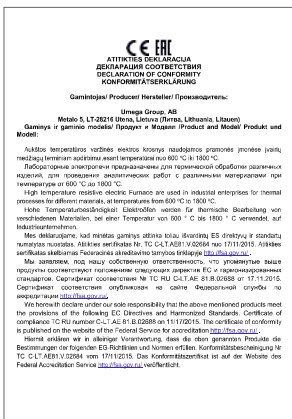 CE EAC
ATITIKTIES DEKLARACIJA
ДЕКЛАРАЦИЯ СООТВЕТСТВИЯ
DECLARATION OF CONFORMITY
KONFORMITÄTSERKLÄRUNG
Gamintojas/ Producer/ Hersteller/ Производитель:
Umega Group, AB
Metalo 5, LT-28216 Utena, Lietuva (Литва, Lithuania, Litauen)
Gaminys ir gaminio modelis/ Продукт и Модели /Product and Model/ Produkt und
Modell:
Aukštos temperatūros varžinės elektros krosnys naudojamos pramonės įmonėse įvairių
medžiagų terminiam apdirbimui esant temperatūrai nuo 600 °C iki 1800 °C.
Лабораторные электропечи предназначены для термической обработки различных
изделий, для проведения аналитических работ с различными материалами при
температуре от 600 °C до 1800 °C.
High temperature resistive electric Furnace are used in industrial enterprises for thermal
processes for different materials, at temperatures from 600 °C to 1800 °C.
Hohe Temperaturbeständigkeit Elektroöfen werden für thermische Bearbeitung von
verschiedenen Materialien, bei einer Temperatur von 600 ° C bis 1800 ° C verwendet, auf
Industrieunternehmen.
Mes deklaruojame, kad minėtas gaminys atitinka toliau išvardintų ES direktyvų ir standartų
numatytas nuostatas. Atitikties sertifikatas Nr. TC C-LT.AE81.V.02684 nuo 17/11/2015. Atitikties
sertifikatas skelbiamas Federacinės akreditavimo tarnybos tinklapyje http://fsa.gov.ru/ .
Мы заявляем, под нашу собственную ответственность, что упомянутые выше
продукты соответствуют положениям следующих директив ЕС и гармонизированных
стандартов. Сертификат соответствия № ТС RU C-LT.AE 81.B.02688 от 17.11.2015.
Сертификат соответствия опубликован на сайте Федеральной службы по
аккредитации http://fsa.gov.ru/.
We herewith declare under our sole responsibility that the above mentioned products meet
the provisions of the following EC Directives and Harmonized Standards. Certificate of
compliance TC RU number C-LT.AE 81.B.02688 on 11/17/2015. The certificate of conformity
is published on the website of the Federal Service for accreditation http://fsa.gov.ru/ .
Hiermit erklären wir in alleiniger Verantwortung, dass die oben genannten Produkte die
Bestimmungen der folgenden EG-Richtlinien und Normen erfüllen. Konformitätsbescheinigung Nr
TC C-LT.AE81.V.02684 vom 17/11/2015. Das Konformitätszertifikat ist auf der Website des
Federal Accreditation Service http://fsa.gov.ru/ veröffentlicht.